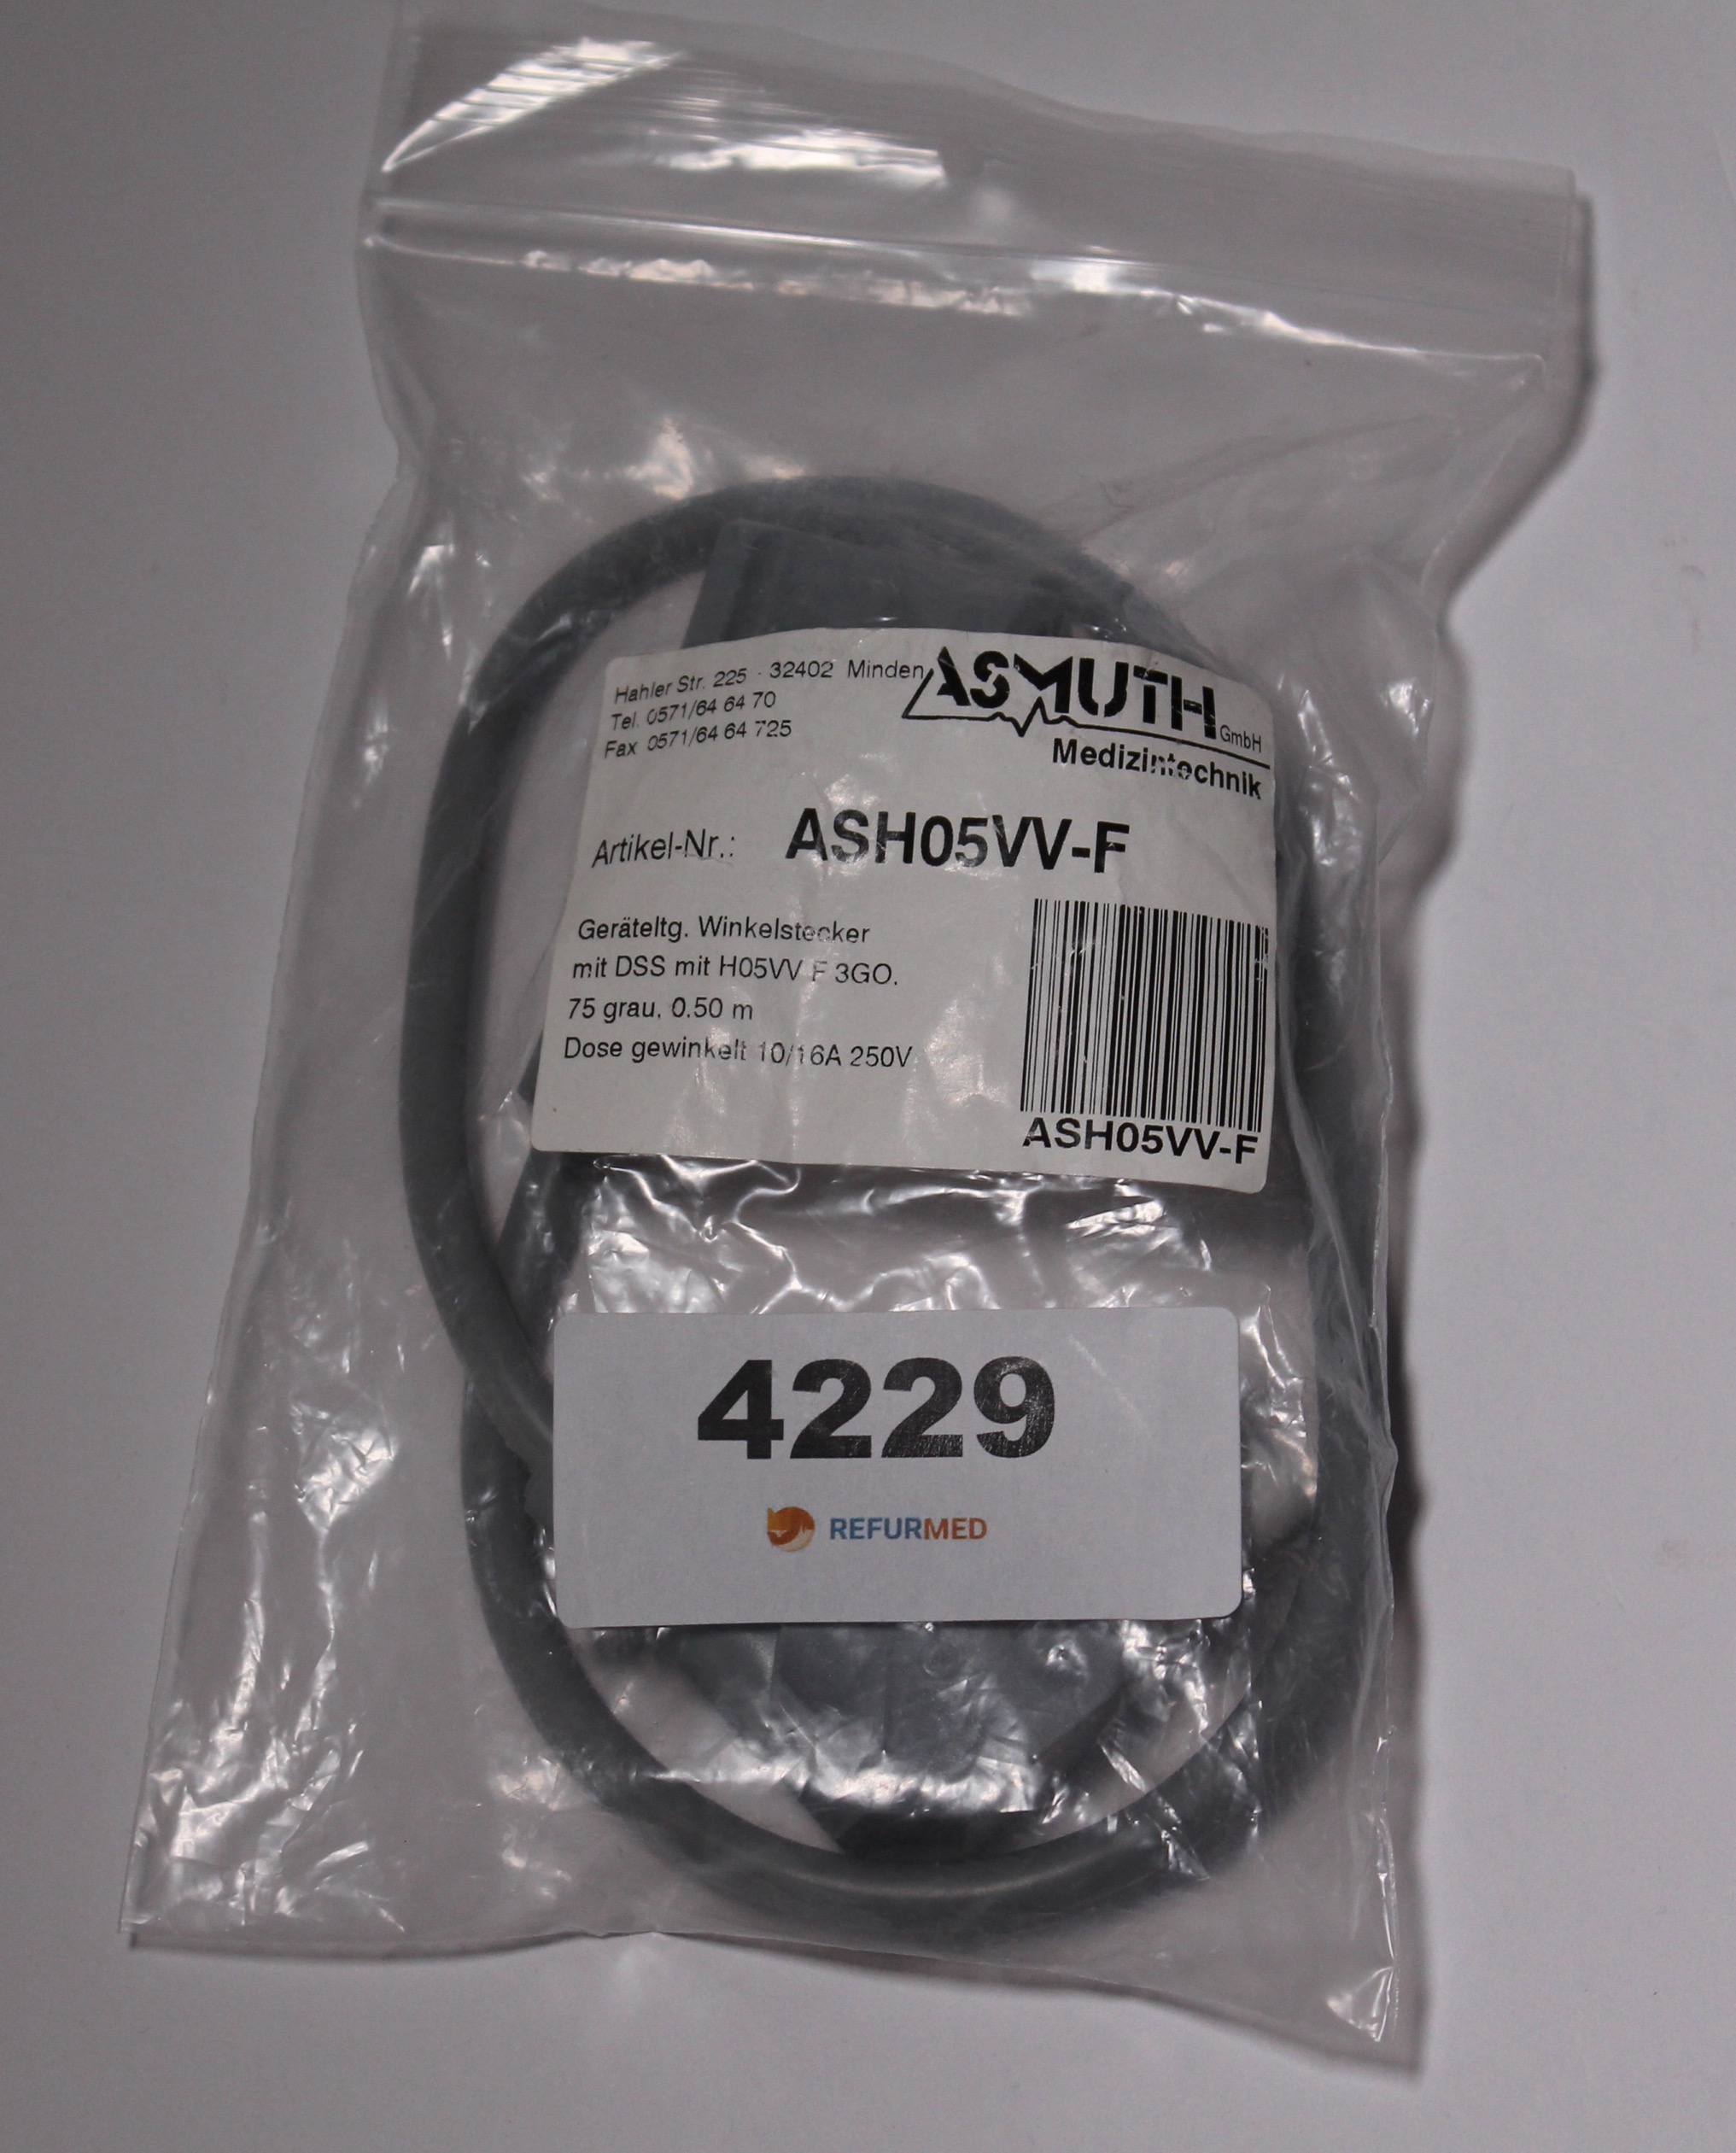 Hahler Str. 225 · 32402 Minden
Tel. 0571/64 64 70
Fax 0571/64 64 725
ASMUTH GmbH
Medizintechnik
Artikel-Nr.: ASH05VV-F
Geräteltg. Winkelstecker
mit DSS mit H05VV F 3GO.
75 grau, 0.50 m
Dose gewinkelt 10/16A 250V
ASH05VV-F
4229
REFURMED